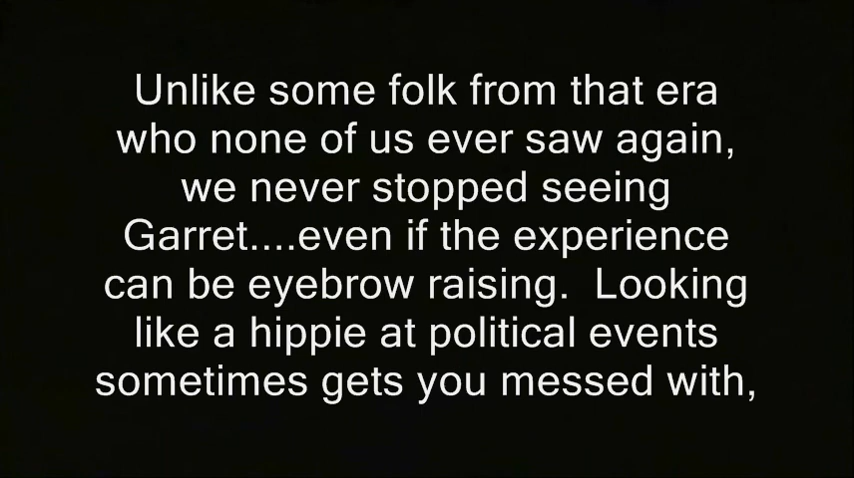 Unlike some folk from that era
who none of us ever saw again,
we never stopped seeing
Garret....even if the experience
can be eyebrow raising.  Looking
like a hippie at political events
sometimes gets you messed with,